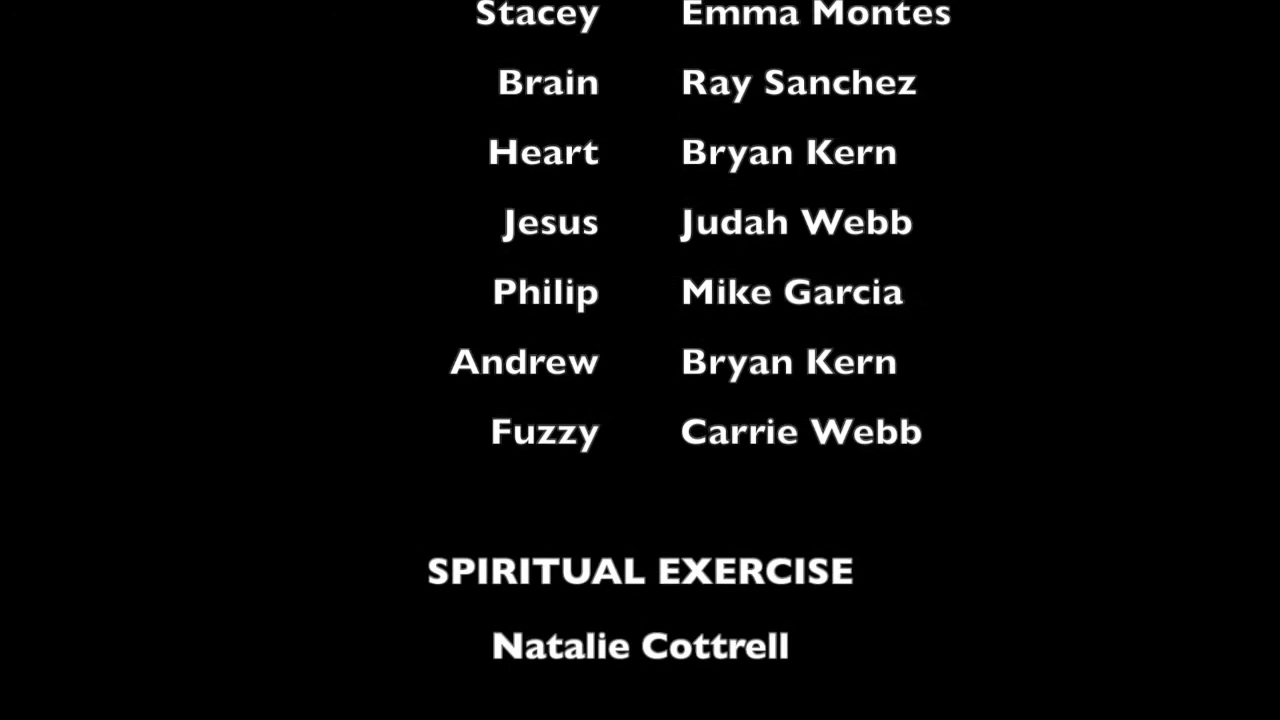 Stacey Emma Montes
Brain Ray Sanchez
Heart Bryan Kern
Jesus Judah Webb
Philip Mike Garcia
Andrew Bryan Kern
Fuzzy Carrie Webb
SPIRITUAL EXERCISE
Natalie Cottrell